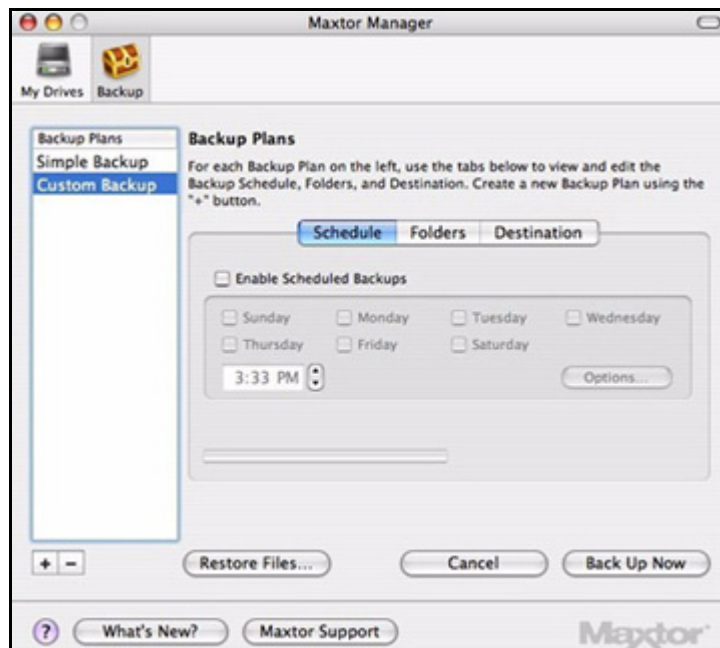 Maxtor Manager
My Drives
Backup
Backup Plans
Simple Backup
Custom Backup
Backup Plans
For each Backup Plan on the left, use the tabs below to view and edit the
Backup Schedule, Folders, and Destination. Create a new Backup Plan using the
"+" button.
Schedule Folders Destination
Enable Scheduled Backups
Sunday Monday Tuesday Wednesday
Thursday Friday Saturday
3:33 PM Options...
+ −
Restore Files... Cancel Back Up Now
? What's New? Maxtor Support Maxtor